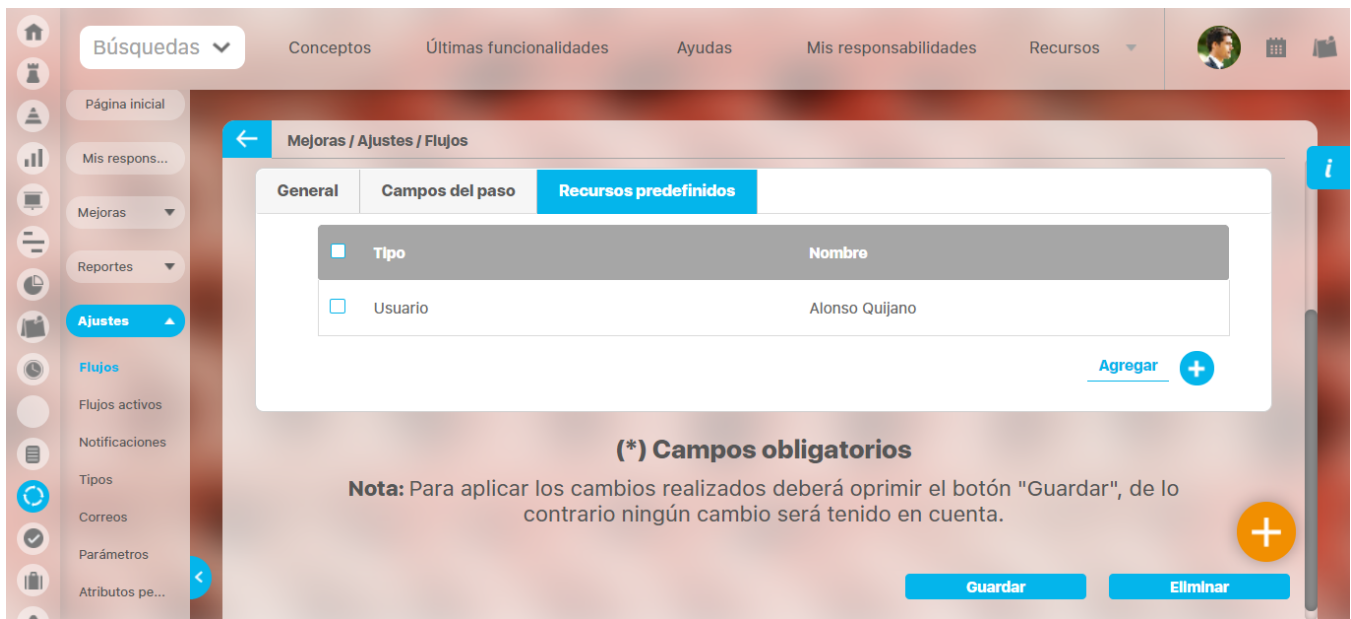 Búsquedas
Conceptos
Últimas funcionalidades
Ayudas
Mis responsabilidades
Recursos
Página inicial
Mis respons...
Mejoras
Reportes
Ajustes
Flujos
Flujos activos
Notificaciones
Tipos
Correos
Parámetros
Atributos pe...
Mejoras / Ajustes / Flujos
i
General
Campos del paso
Recursos predefinidos
Tipo
Nombre
Usuario
Alonso Quijano
Agregar
(*) Campos obligatorios
Nota: Para aplicar los cambios realizados deberá oprimir el botón "Guardar", de lo
contrario ningún cambio será tenido en cuenta.
Guardar
Eliminar